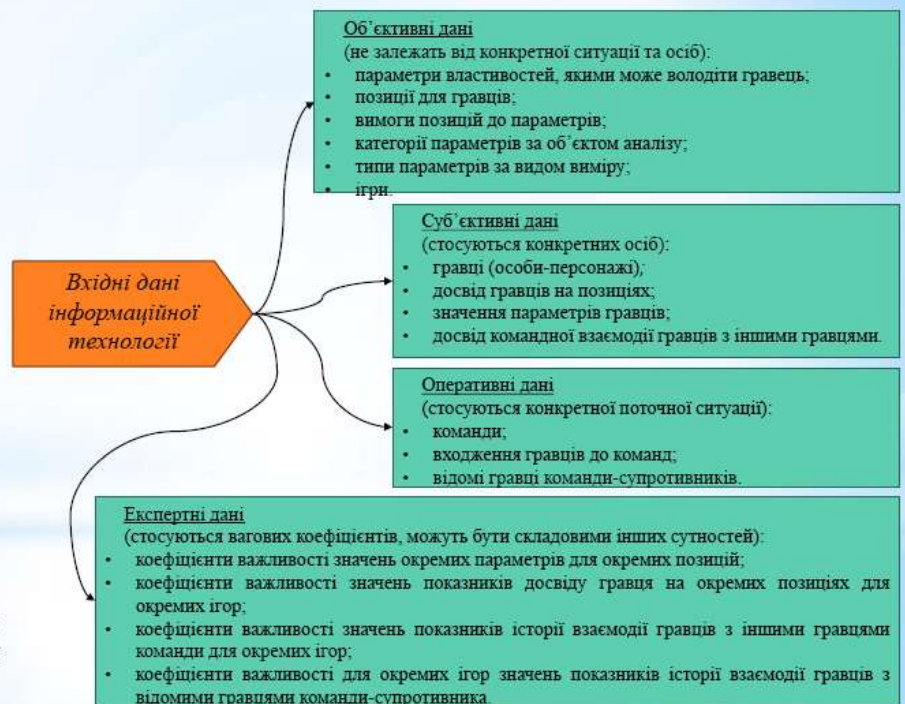 Об’єктивні дані
(не залежать від конкретної ситуації та осіб):
• параметри властивостей, якими може володіти гравець;
• позиції для гравців;
• вимоги позицій до параметрів;
• категорії параметрів за об’єктом аналізу;
• типи параметрів за видом виміру;
• ігри.
Вхідні дані
інформаційної
технології
Суб’єктивні дані
(стосуються конкретних осіб):
• гравці (особи-персонажі);
• досвід гравців на позиціях;
• значення параметрів гравців;
• досвід командної взаємодії гравців з іншими гравцями.
Оперативні дані
(стосуються конкретної поточної ситуації):
• команди;
• входження гравців до команд;
• відомі гравці команди-супротивників.
Експертні дані
(стосуються вагових коефіцієнтів, можуть бути складовими інших сутностей):
• коефіцієнти важливості значень окремих параметрів для окремих позицій;
• коефіцієнти важливості значень показників досвіду гравця на окремих позиціях для
окремих ігор;
• коефіцієнти важливості значень показників історії взаємодії гравців з іншими гравцями
команди для окремих ігор;
• коефіцієнти важливості для окремих ігор значень показників історії взаємодії гравців з
відомими гравцями команди-супротивника.